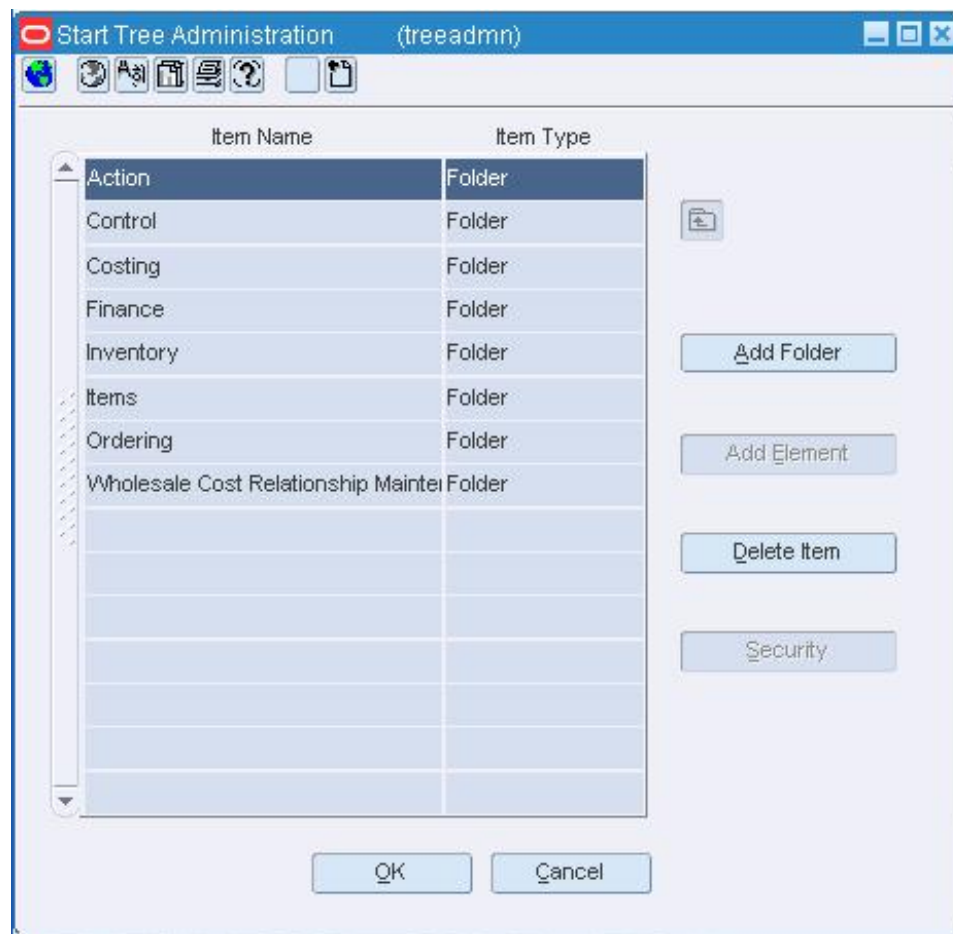 Start Tree Administration (treeadmn)
Item Name Item Type
Action Folder
Control Folder
Costing Folder
Finance Folder
Inventory Folder
Items Folder
Ordering Folder
Wholesale Cost Relationship Mainte Folder
Add Folder
Add Element
Delete Item
Security
OK Cancel